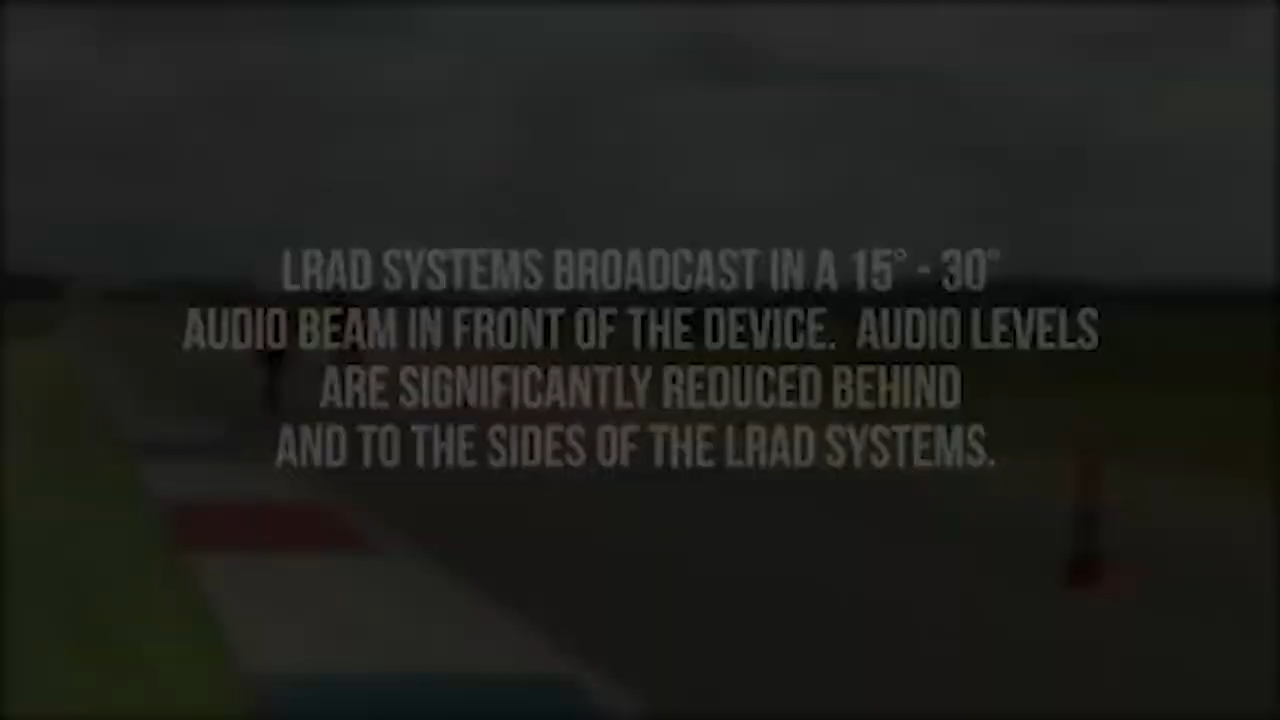 LRAD SYSTEMS BROADCAST IN A 15° - 30°
AUDIO BEAM IN FRONT OF THE DEVICE. AUDIO LEVELS
ARE SIGNIFICANTLY REDUCED BEHIND
AND TO THE SIDES OF THE LRAD SYSTEMS.